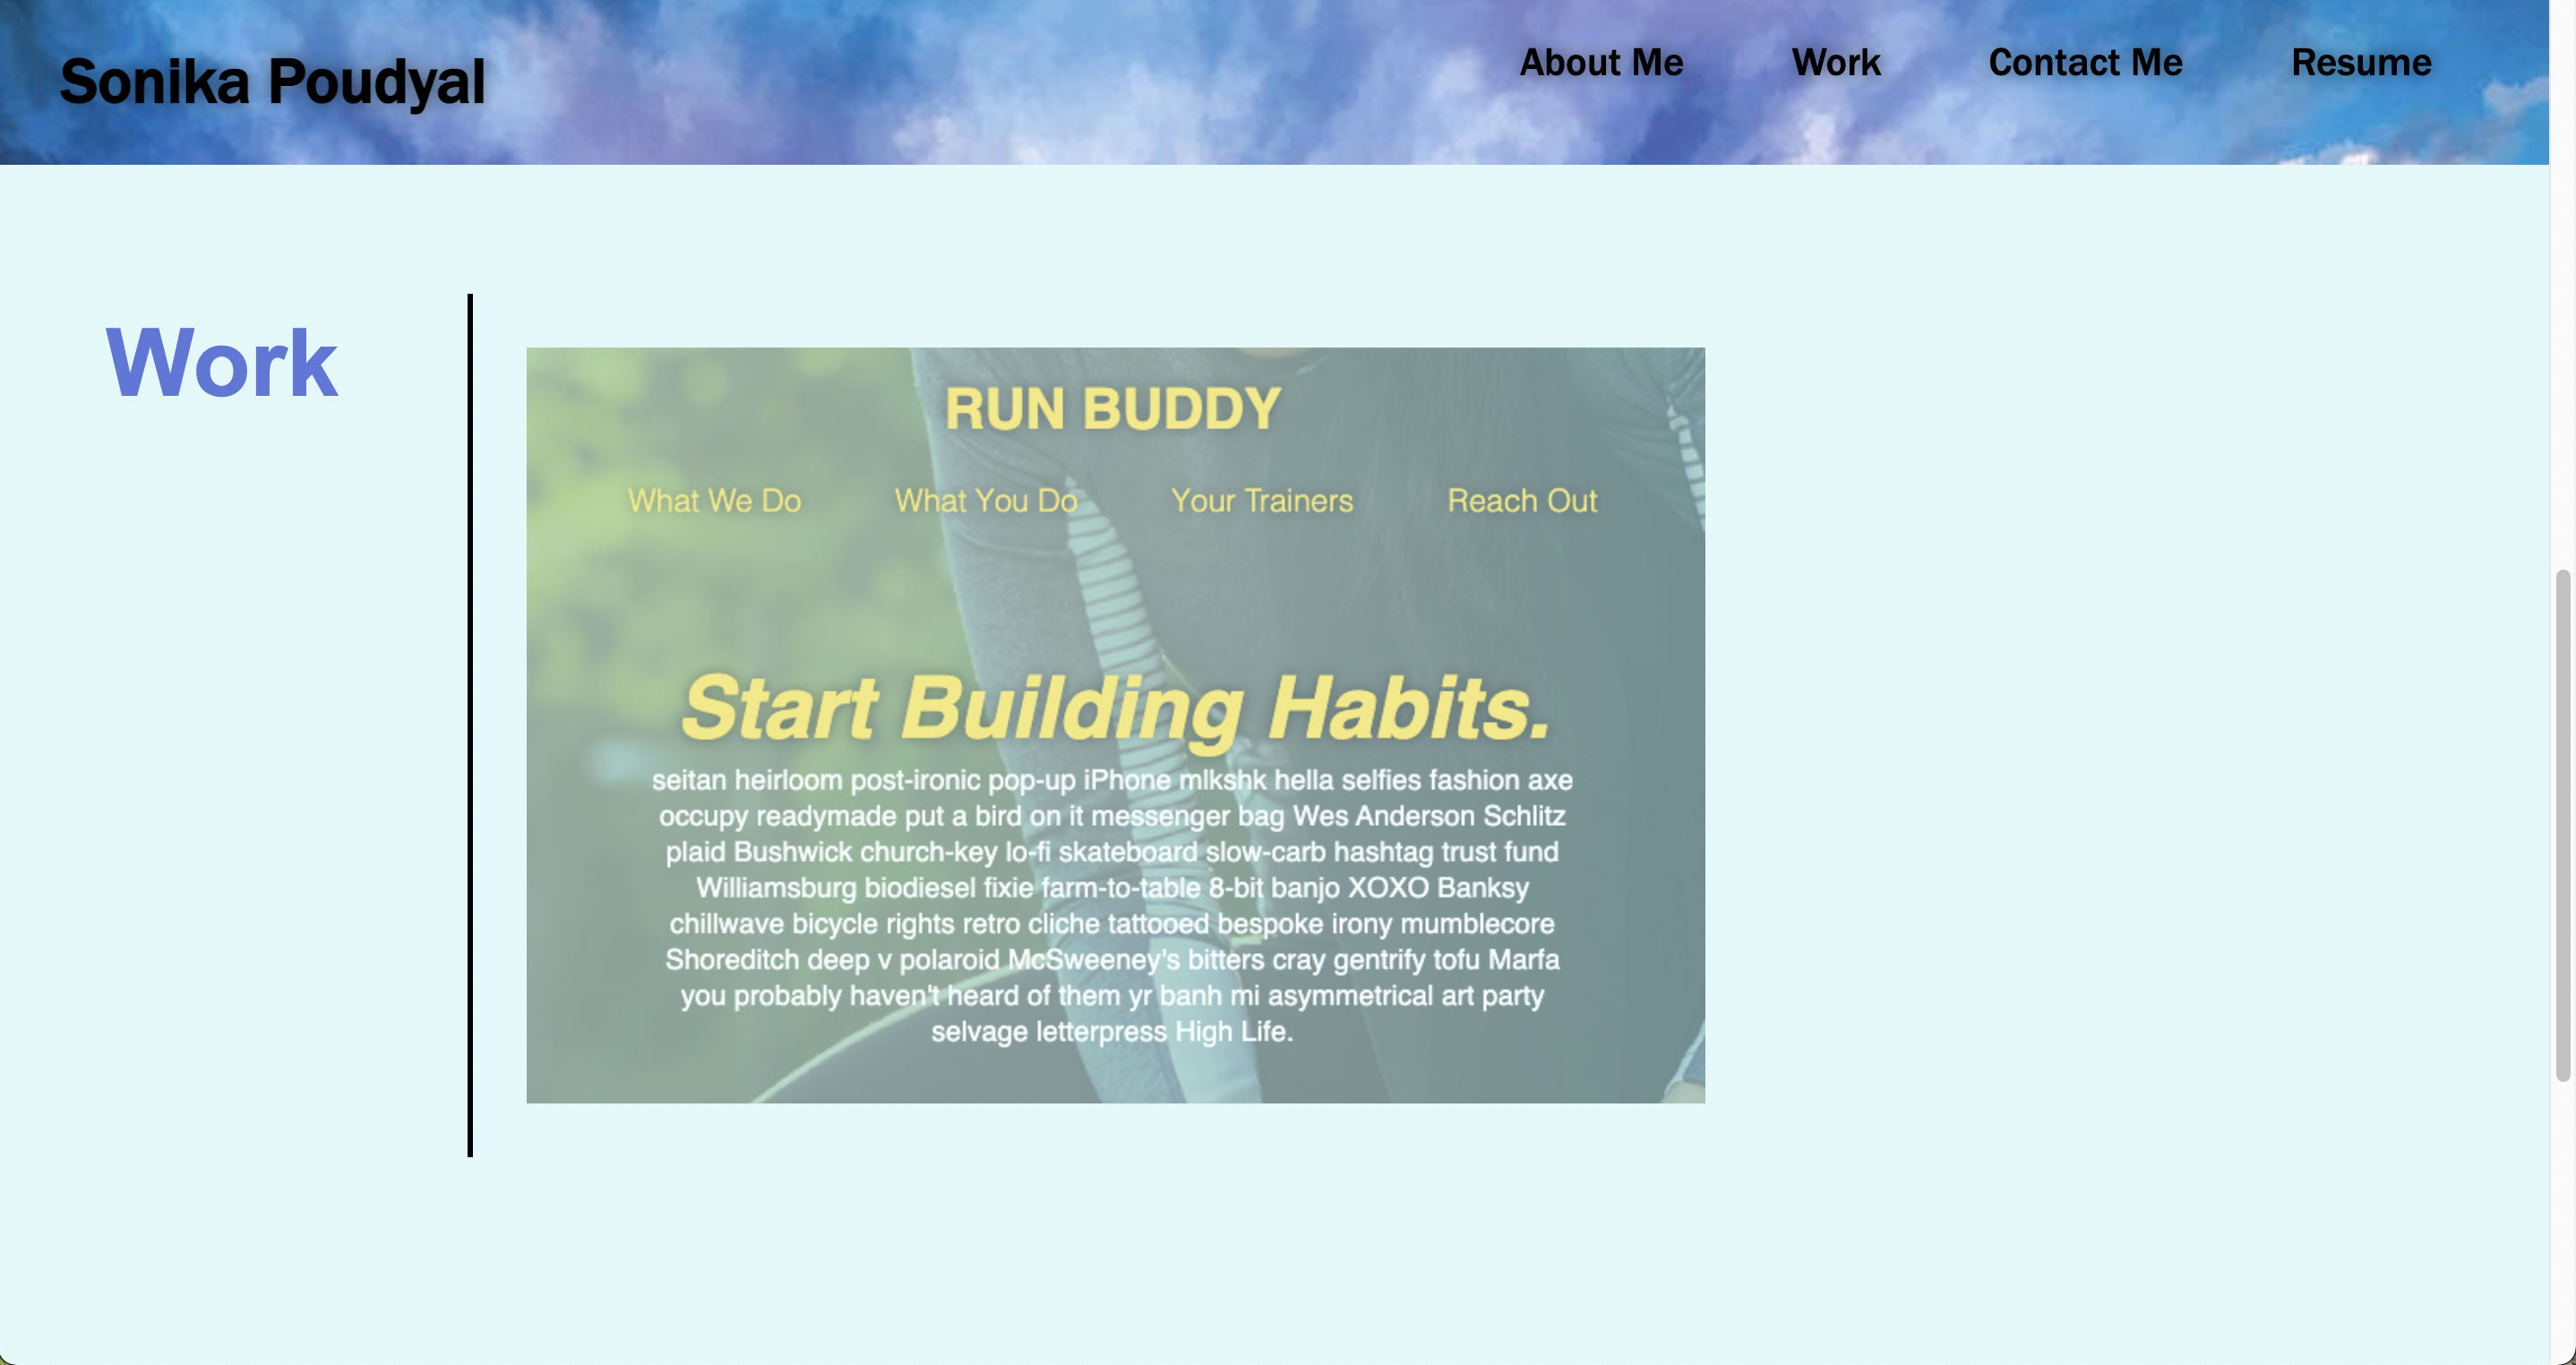 Sonika Poudyal
About Me Work Contact Me Resume
Work
RUN BUDDY
What We Do What You Do Your Trainers Reach Out
Start Building Habits.
seitan heirloom post-ironic pop-up iPhone mlkshk hella selfies fashion axe
occupy readymade put a bird on it messenger bag Wes Anderson Schlitz
plaid Bushwick church-key lo-fi skateboard slow-carb hashtag trust fund
Williamsburg biodiesel fixie farm-to-table 8-bit banjo XOXO Banksy
chillwave bicycle rights retro cliche tattooed bespoke irony mumblecore
Shoreditch deep v polaroid McSweeney's bitters cray gentrify tofu Marfa
you probably haven't heard of them yr banh mi asymmetrical art party
selvage letterpress High Life.